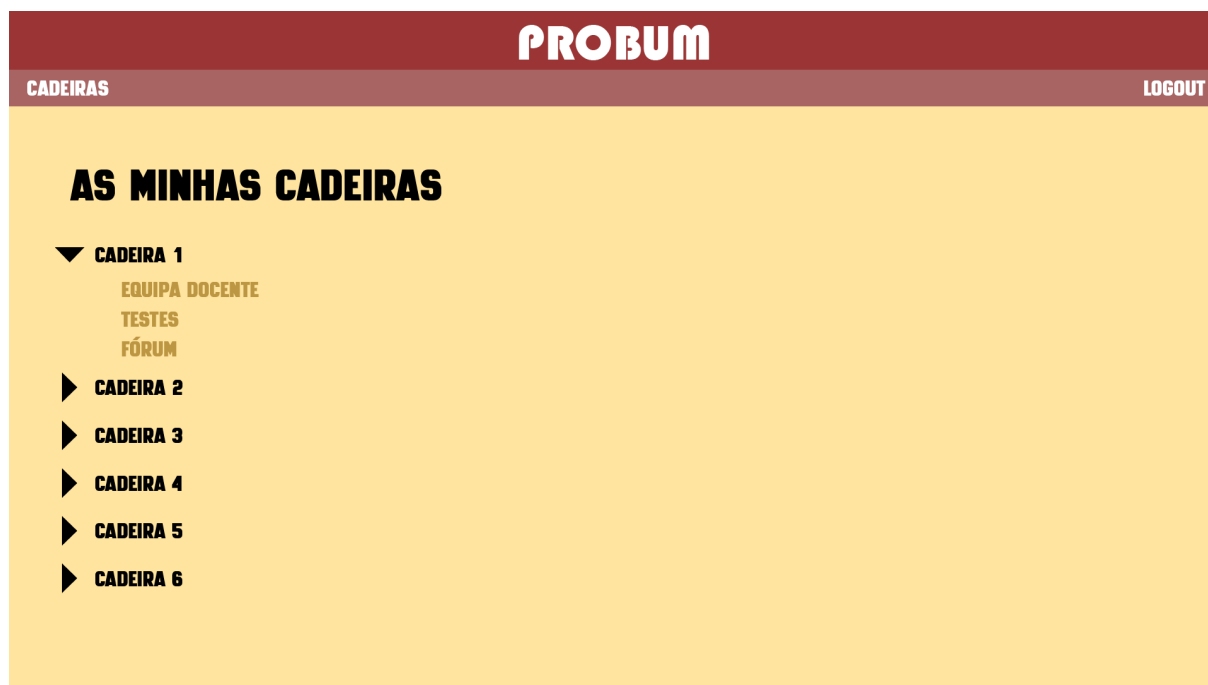 PROBUM
CADEIRAS LOGOUT
AS MINHAS CADEIRAS
CADEIRA 1
EQUIPA DOCENTE
TESTES
FÓRUM
CADEIRA 2
CADEIRA 3
CADEIRA 4
CADEIRA 5
CADEIRA 6